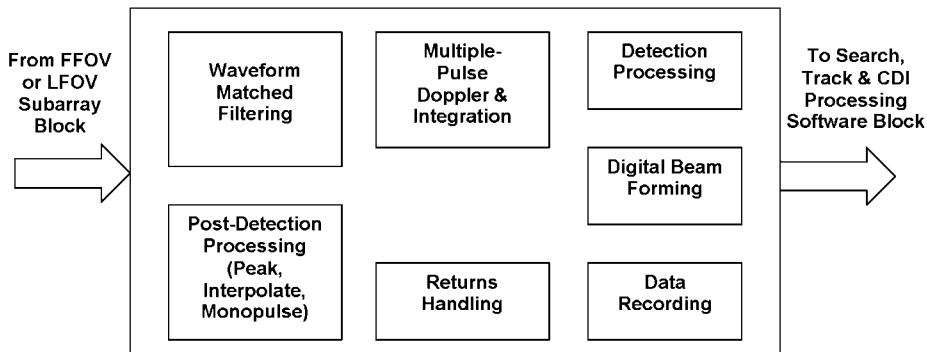 From FFOV
or LFOV
Subarray
Block
Waveform
Matched
Filtering
Multiple-
Pulse
Doppler &
Integration
Detection
Processing
Digital Beam
Forming
Post-Detection
Processing
(Peak,
Interpolate,
Monopulse)
Returns
Handling
Data
Recording
To Search,
Track & CDI
Processing
Software Block